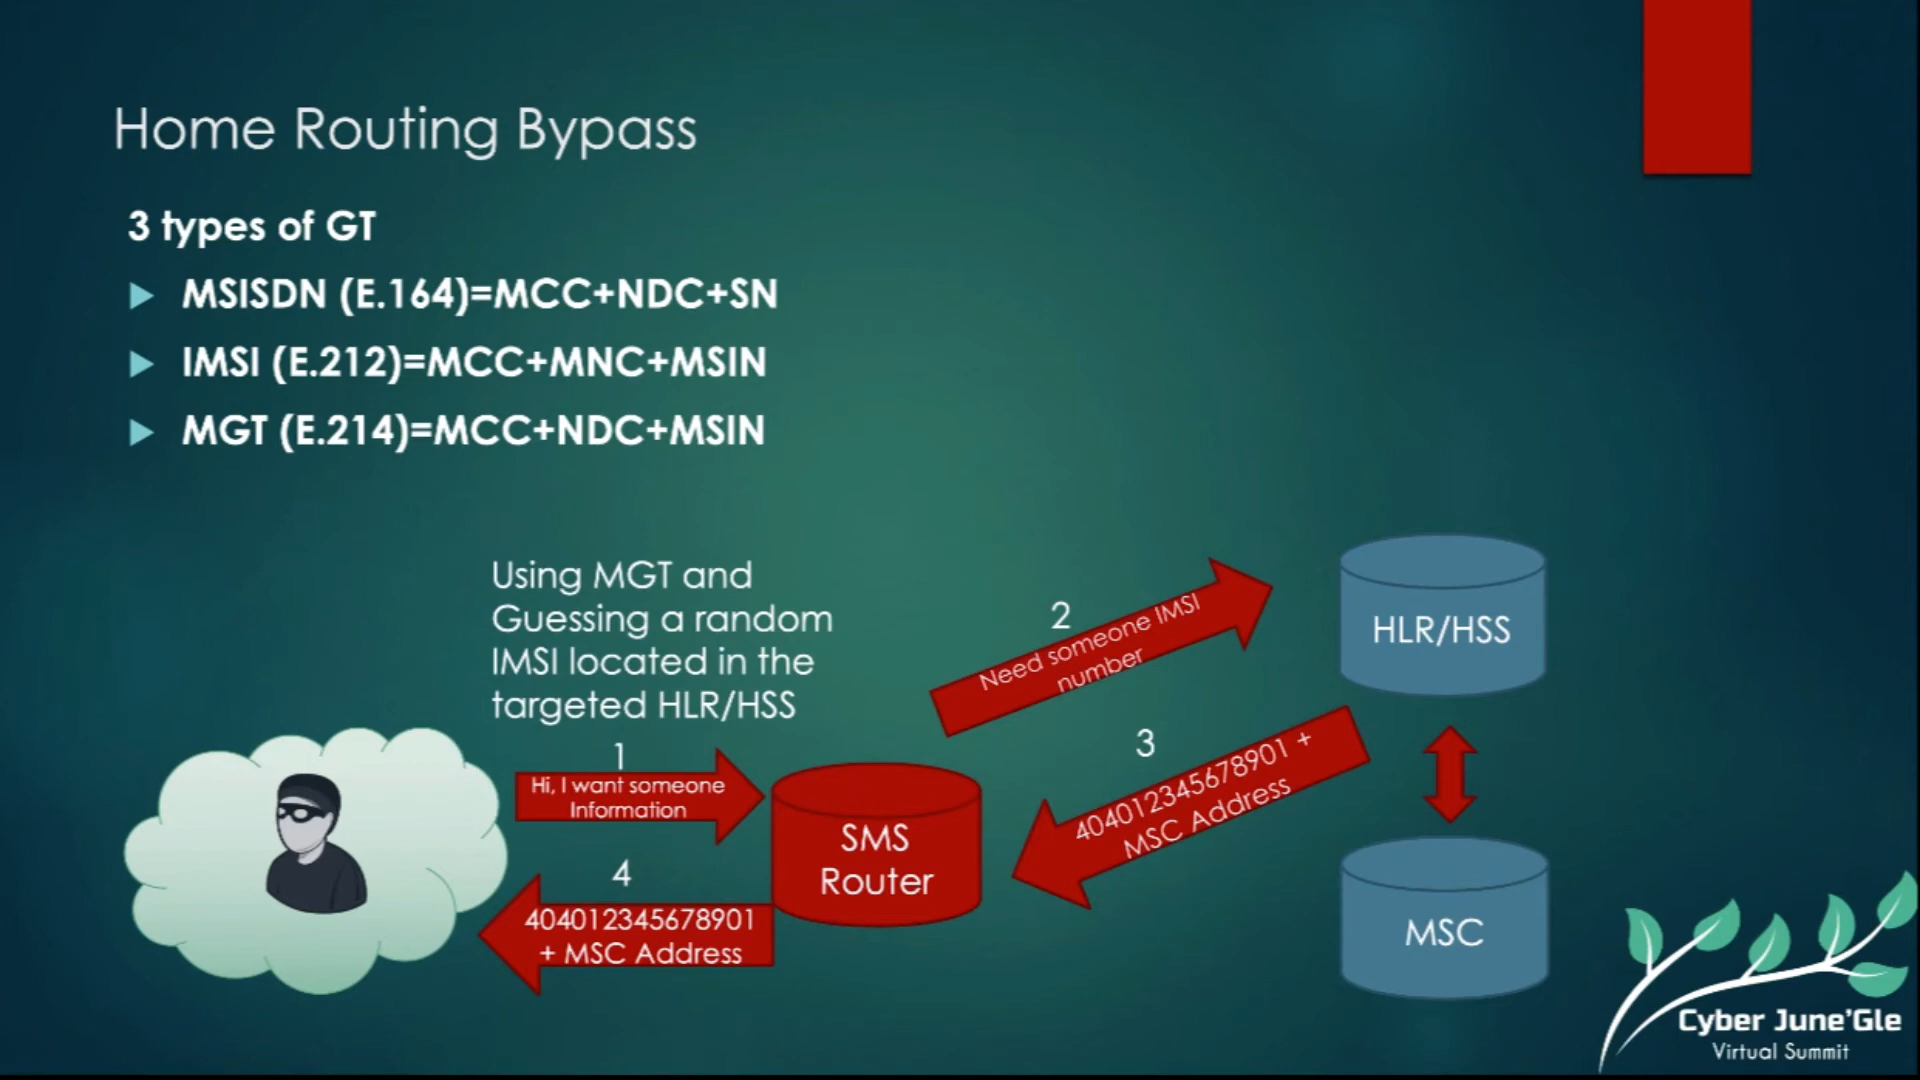 Home Routing Bypass
3 types of GT
MSISDN (E.164)=MCC+NDC+SN
IMSI (E.212)=MCC+MNC+MSIN
MGT (E.214)=MCC+NDC+MSIN
Using MGT and
Guessing a random
IMSI located in the
targeted HLR/HSS
1
Hi, I want someone
Information
2
Need someone IMSI
number
HLR/HSS
3
404012345678901 +
MSC Address
SMS
Router
4
404012345678901
+ MSC Address
MSC
Cyber June'Gle
Virtual Summit